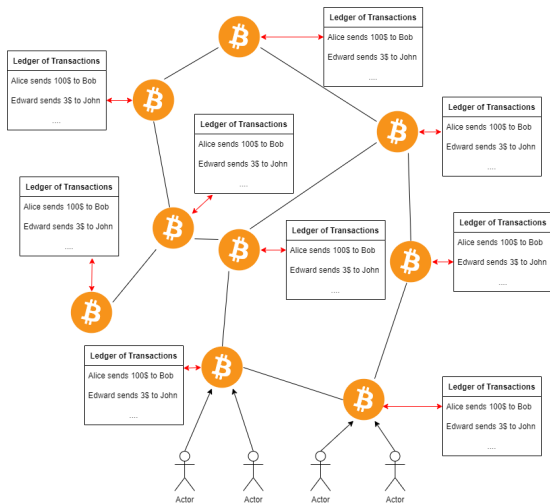 Ledger of Transactions
Alice sends 100$ to Bob
Edward sends 3$ to John
....
Ledger of Transactions
Alice sends 100$ to Bob
Edward sends 3$ to John
....
Ledger of Transactions
Alice sends 100$ to Bob
Edward sends 3$ to John
....
Ledger of Transactions
Alice sends 100$ to Bob
Edward sends 3$ to John
....
Ledger of Transactions
Alice sends 100$ to Bob
Edward sends 3$ to John
....
Ledger of Transactions
Alice sends 100$ to Bob
Edward sends 3$ to John
....
Ledger of Transactions
Alice sends 100$ to Bob
Edward sends 3$ to John
....
Ledger of Transactions
Alice sends 100$ to Bob
Edward sends 3$ to John
....
Ledger of Transactions
Alice sends 100$ to Bob
Edward sends 3$ to John
....
Actor
Actor
Actor
Actor